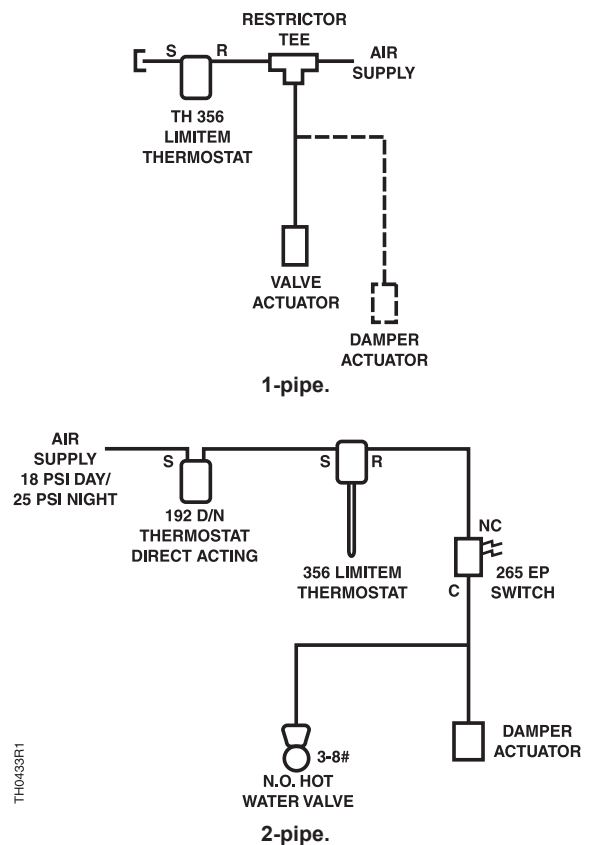 RESTRICTOR
TEE
S
R
AIR
SUPPLY
TH 356
LIMITEM
THERMOSTAT
VALVE
ACTUATOR
DAMPER
ACTUATOR
1-pipe.
AIR
SUPPLY
18 PSI DAY/
25 PSI NIGHT
S
192 D/N
THERMOSTAT
DIRECT ACTING
S
R
356 LIMITEM
THERMOSTAT
NC
265 EP
SWITCH
C
3-8#
N.O. HOT
WATER VALVE
DAMPER
ACTUATOR
TH0433R1
2-pipe.